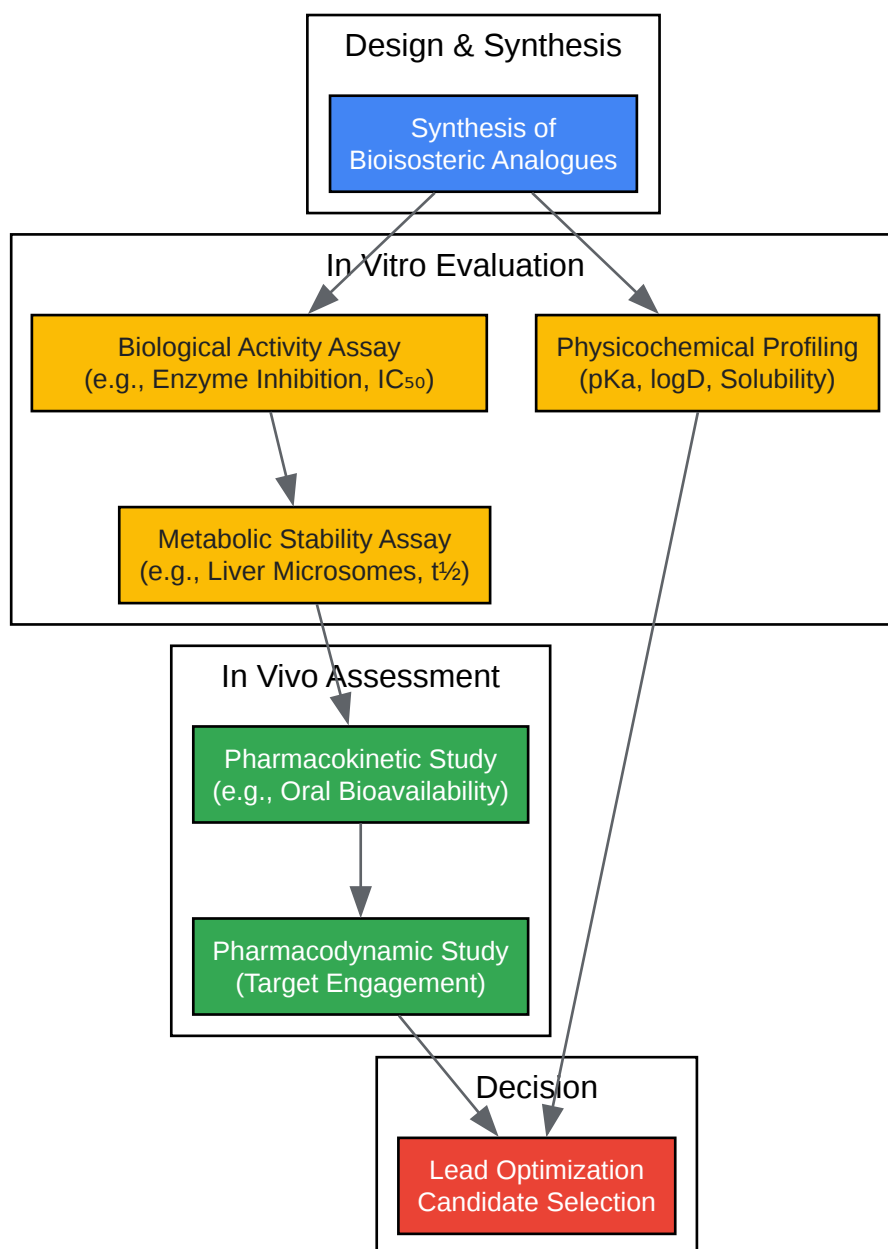 Design & Synthesis
Synthesis of
Bioisosteric Analogues
In Vitro Evaluation
Biological Activity Assay
(e.g., Enzyme Inhibition, IC₅₀)
Physicochemical Profiling
(pKa, logD, Solubility)
Metabolic Stability Assay
(e.g., Liver Microsomes, t½)
In Vivo Assessment
Pharmacokinetic Study
(e.g., Oral Bioavailability)
Pharmacodynamic Study
(Target Engagement)
Decision
Lead Optimization
Candidate Selection